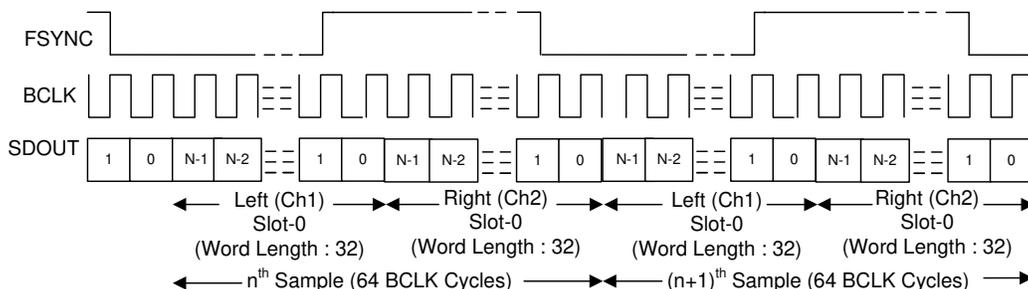 FSYNC
BCLK
SDOUT
1 0 N-1 N-2 1 0 N-1 N-2 1 0 N-1 N-2 1 0 N-1 N-2 1 0
Left (Ch1) Right (Ch2) Left (Ch1) Right (Ch2)
Slot-0 Slot-0 Slot-0 Slot-0
(Word Length : 32) (Word Length : 32) (Word Length : 32) (Word Length : 32)
nth Sample (64 BCLK Cycles) (n+1)th Sample (64 BCLK Cycles)